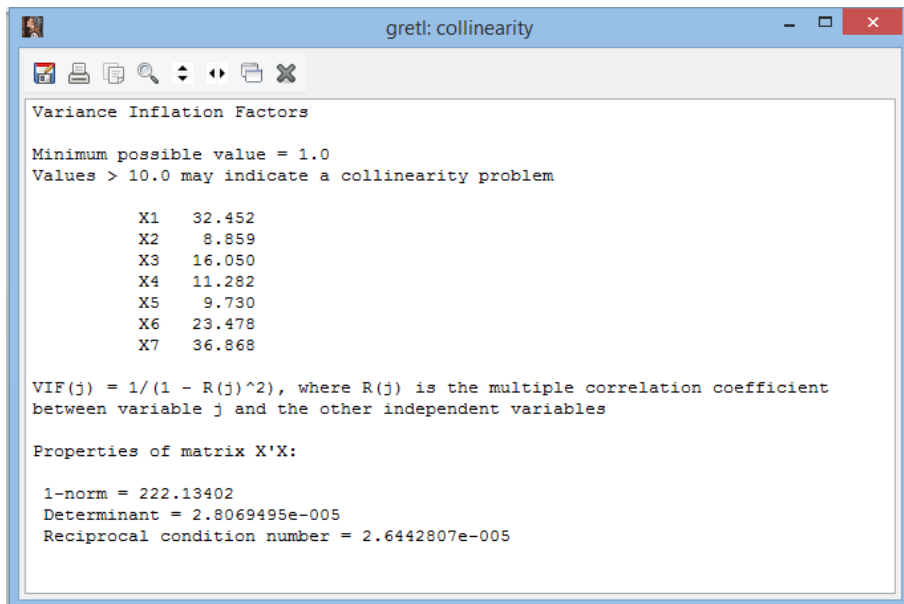 gretl: collinearity
Variance Inflation Factors
Minimum possible value = 1.0
Values > 10.0 may indicate a collinearity problem
X1 32.452
X2 8.859
X3 16.050
X4 11.282
X5 9.730
X6 23.478
X7 36.868
VIF(j) = 1/(1 - R(j)^2), where R(j) is the multiple correlation coefficient
between variable j and the other independent variables
Properties of matrix X'X:
1-norm = 222.13402
Determinant = 2.8069495e-005
Reciprocal condition number = 2.6442807e-005